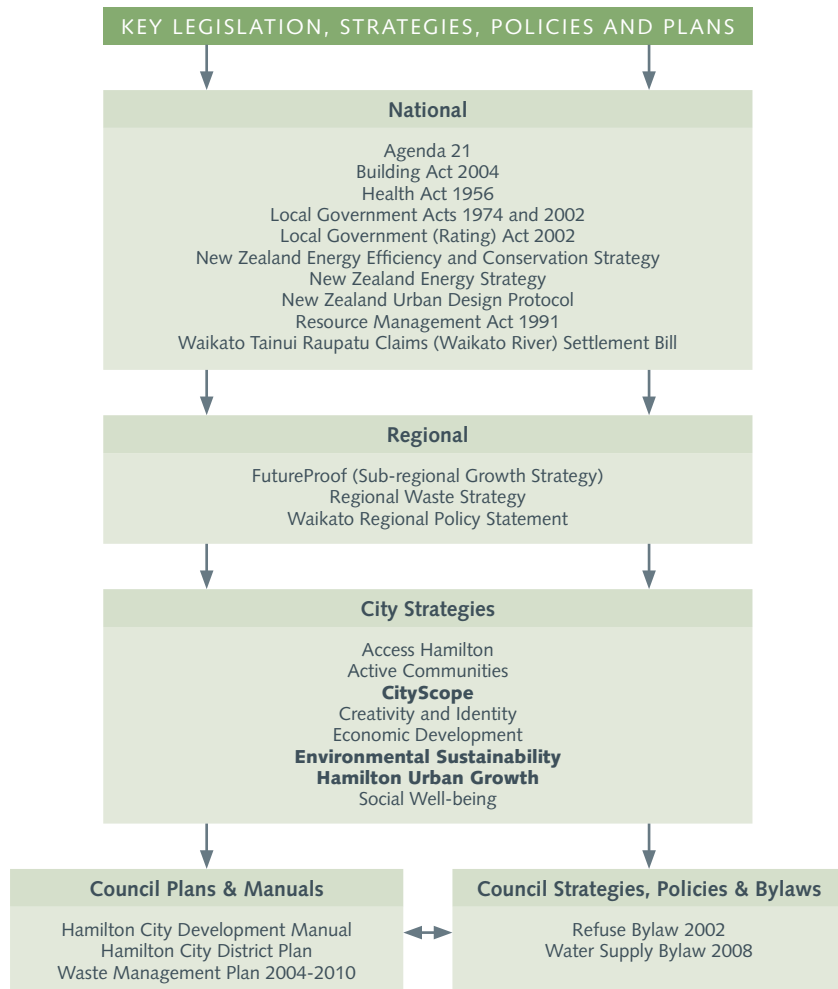 KEY LEGISLATION, STRATEGIES, POLICIES AND PLANS
National
Agenda 21
Building Act 2004
Health Act 1956
Local Government Acts 1974 and 2002
Local Government (Rating) Act 2002
New Zealand Energy Efficiency and Conservation Strategy
New Zealand Energy Strategy
New Zealand Urban Design Protocol
Resource Management Act 1991
Waikato Tainui Raupatu Claims (Waikato River) Settlement Bill
Regional
FutureProof (Sub-regional Growth Strategy)
Regional Waste Strategy
Waikato Regional Policy Statement
City Strategies
Access Hamilton
Active Communities
CityScope
Creativity and Identity
Economic Development
Environmental Sustainability
Hamilton Urban Growth
Social Well-being
Council Plans & Manuals
Hamilton City Development Manual
Hamilton City District Plan
Waste Management Plan 2004-2010
Council Strategies, Policies & Bylaws
Refuse Bylaw 2002
Water Supply Bylaw 2008